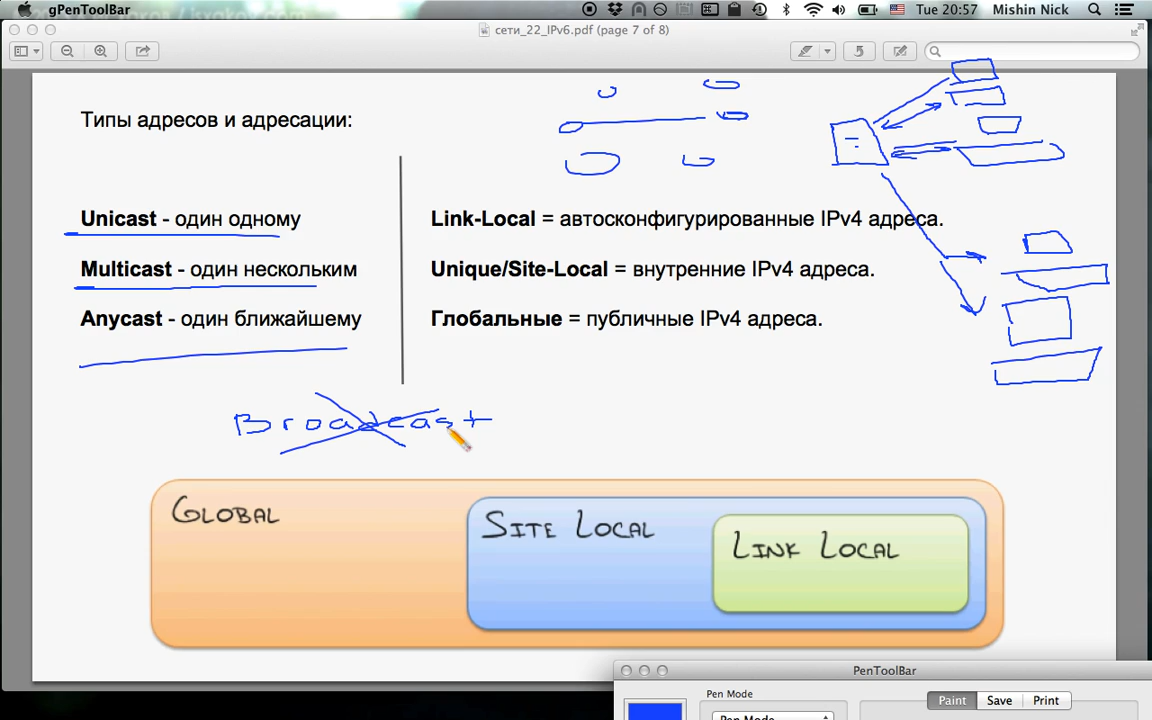 gPenToolBar
Tue 20:57
Mishin Nick
сети_22_IPv6.pdf (page 7 of 8)
Типы адресов и адресации:
Unicast - один одному
Multicast - один нескольким
Anycast - один ближайшему
Link-Local = автосконфигурированные IPv4 адреса.
Unique/Site-Local = внутренние IPv4 адреса.
Глобальные = публичные IPv4 адреса.
Broadcast
GLOBAL
SITE LOCAL
LINK LOCAL
PenToolBar
Pen Mode
Pen Mode
Paint
Save
Print